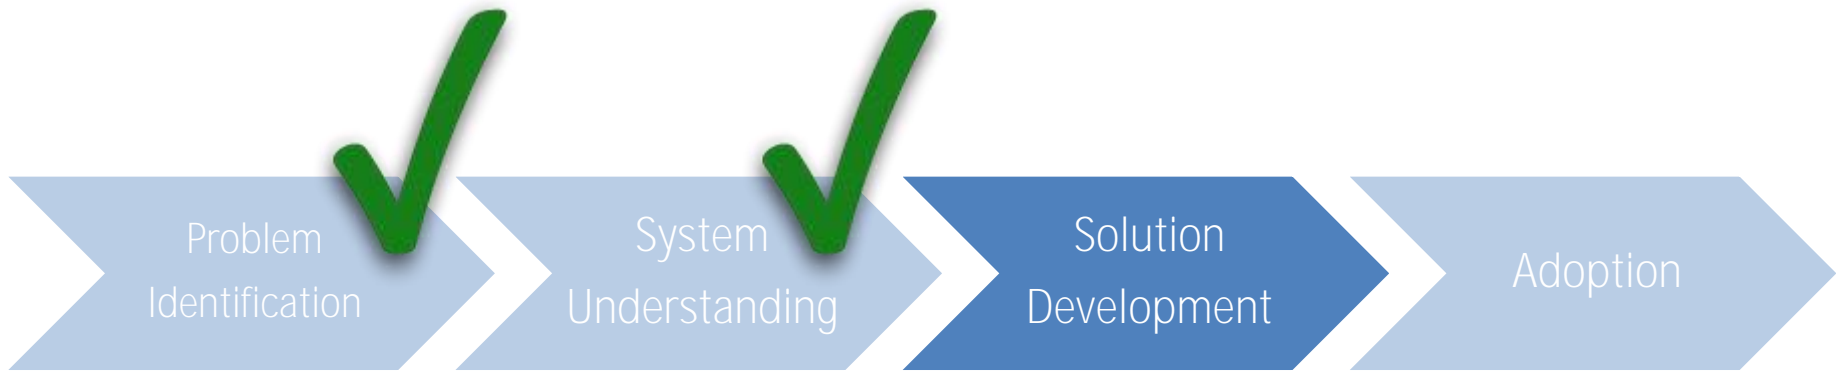 Problem
Identification
System
Understanding
Solution
Development
Adoption